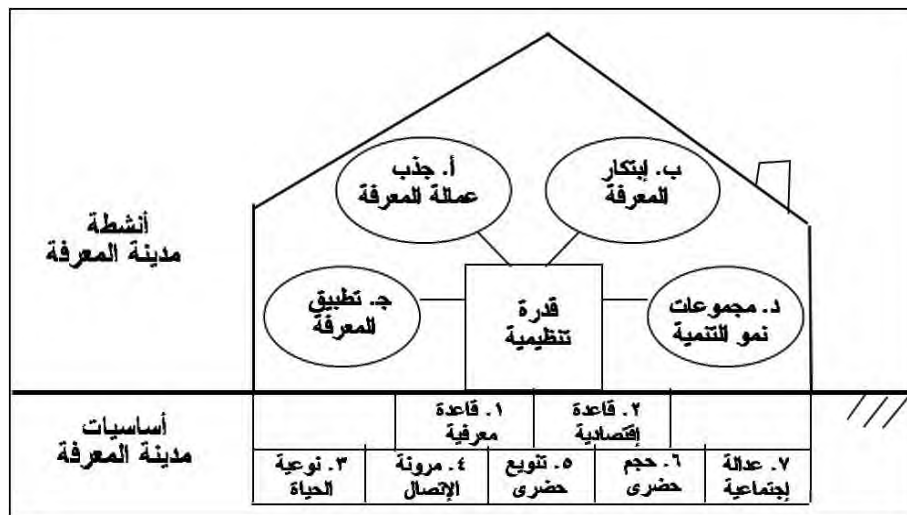 أ. جذب
عمالة المعرفة
ب. إبتكار
المعرفة
أنشطة
مدينة المعرفة
ج. تطبيق
المعرفة
قدرة
تنظيمية
د. مجموعات
نمو التنمية
أساسيات
مدينة المعرفة
١. قاعدة
معرفية
٢. قاعدة
إقتصادية
٣. نوعية
الحياة
٤. مرونة
الإتصال
٥. تنويع
حضرى
٦. حجم
حضرى
٧. عدالة
إجتماعية